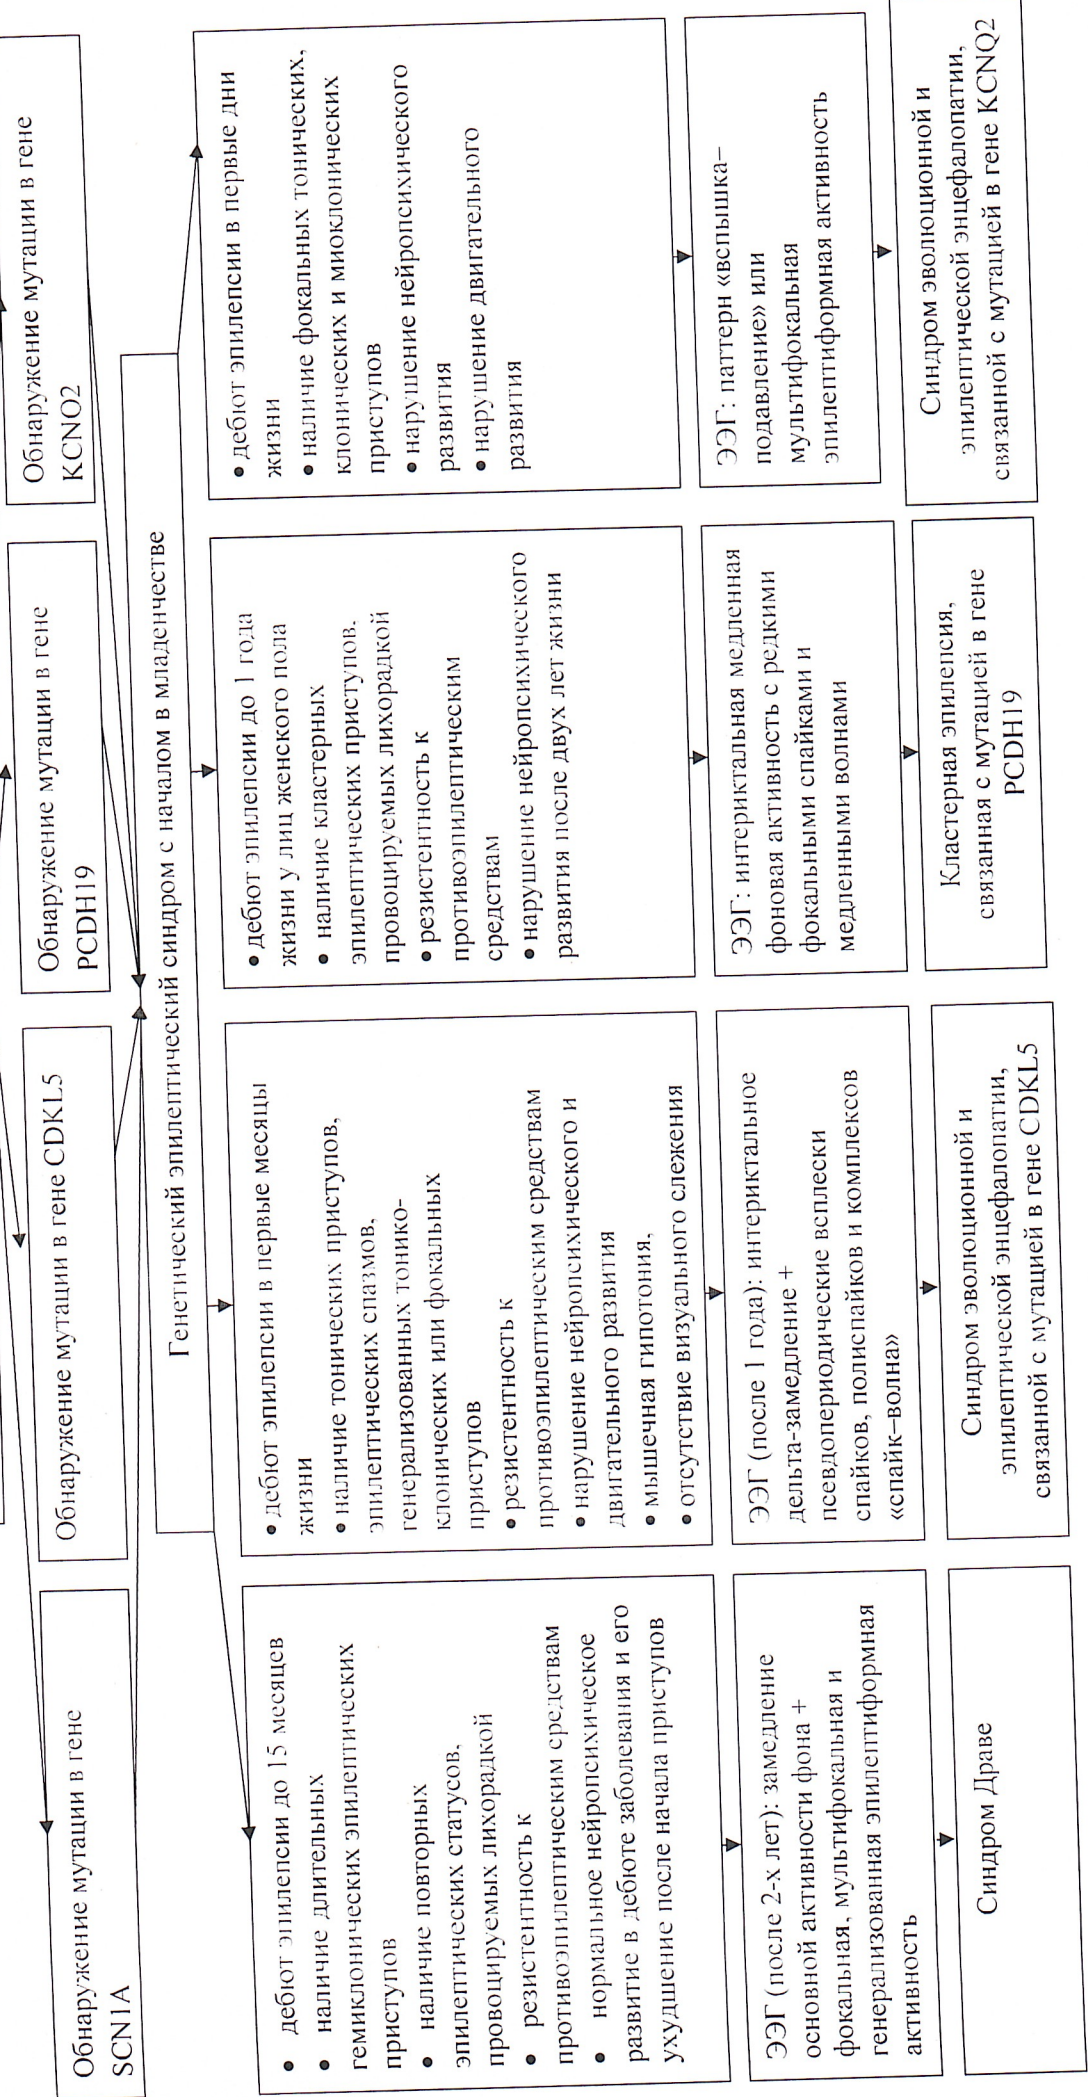 Обнаружение мутации в гене
SCN1A
Обнаружение мутации в гене CDKL5
Обнаружение мутации в гене
PCDH19
Обнаружение мутации в гене
KCNO2
Генетический эпилептический синдром с началом в младенчестве
• дебют эпилепсии до 15 месяцев
• наличие длительных
гемиклонических эпилептических
приступов
• наличие повторных
эпилептических статусов,
провоцируемых лихорадкой
• резистентность к
противоэпилептическим средствам
• нормальное нейропсихическое
развитие в дебюте заболевания и его
ухудшение после начала приступов
• дебют эпилепсии в первые месяцы
жизни
• наличие тонических приступов,
эпилептических спазмов,
генерализованных тонико-
клонических или фокальных
приступов
• резистентность к
противоэпилептическим средствам
• нарушение нейропсихического и
двигательного развития
• мышечная гипотония,
• отсутствие визуального слежения
• дебют эпилепсии до 1 года
жизни у лиц женского пола
• наличие кластерных
эпилептических приступов.
провоцируемых лихорадкой
• резистентность к
противоэпилептическим
средствам
• нарушение нейропсихического
развития после двух лет жизни
• дебют эпилепсии в первые дни
жизни
• наличие фокальных тонических,
клонических и миоклонических
приступов
• нарушение нейропсихического
развития
• нарушение двигательного
развития
ЭЭГ (после 2-х лет): замедление
основной активности фона +
фокальная, мультифокальная и
генерализованная эпилептиформная
активность
ЭЭГ (после 1 года): интериктальное
дельта-замедление +
псевдопериодические всплески
спайков, полиспайков и комплексов
«спайк–волна»
ЭЭГ: интериктальная медленная
фоновая активность с редкими
фокальными спайками и
медленными волнами
ЭЭГ: паттерн «вспышка–
подавление» или
мультифокальная
эпилептиформная активность
Синдром Драве
Синдром эволюционной и
эпилептической энцефалопатии,
связанной с мутацией в гене CDKL5
Кластерная эпилепсия,
связанная с мутацией в гене
PCDH19
Синдром эволюционной и
эпилептической энцефалопатии,
связанной с мутацией в гене KCNQ2